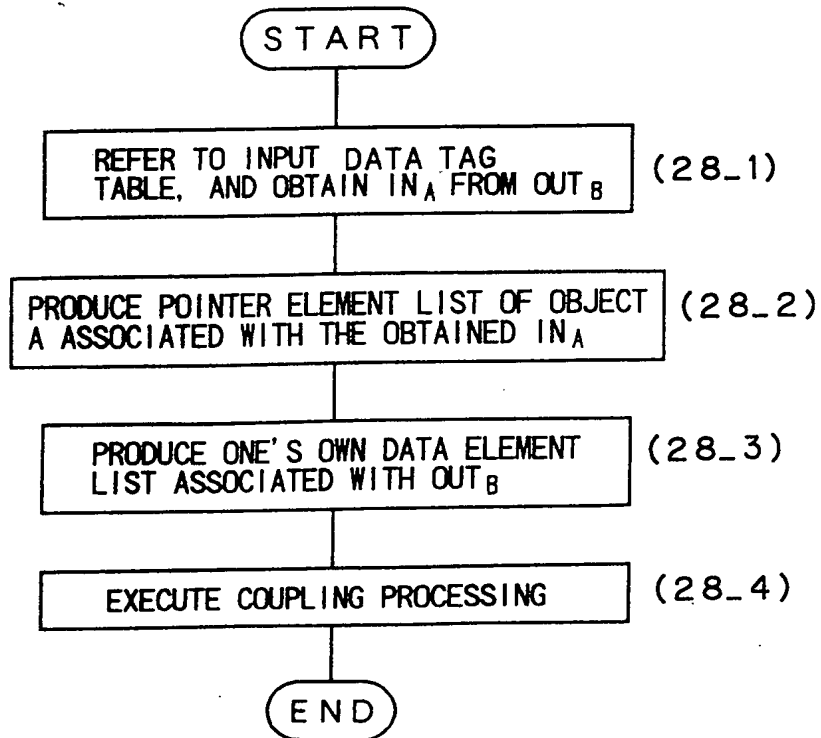 START
REFER TO INPUT DATA TAG
TABLE, AND OBTAIN IN_A FROM OUT_B
(28_1)
PRODUCE POINTER ELEMENT LIST OF OBJECT
A ASSOCIATED WITH THE OBTAINED IN_A
(28_2)
PRODUCE ONE'S OWN DATA ELEMENT
LIST ASSOCIATED WITH OUT_B
(28_3)
EXECUTE COUPLING PROCESSING
(28_4)
END